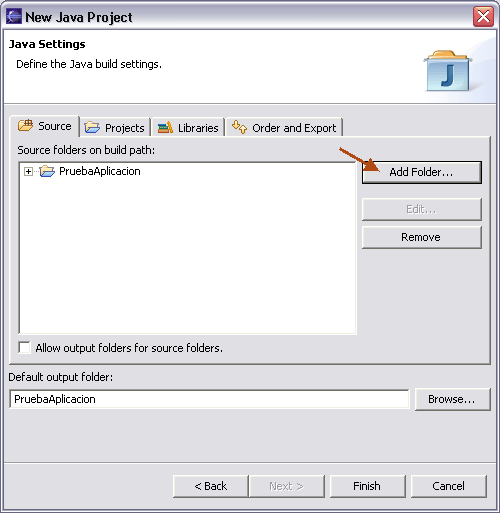 New Java Project
Java Settings
Define the Java build settings.
Source Projects Libraries Order and Export
Source folders on build path:
PruebaAplicacion
Add Folder...
Edit...
Remove
Allow output folders for source folders.
Default output folder:
PruebaAplicacion
Browse...
< Back Next > Finish Cancel